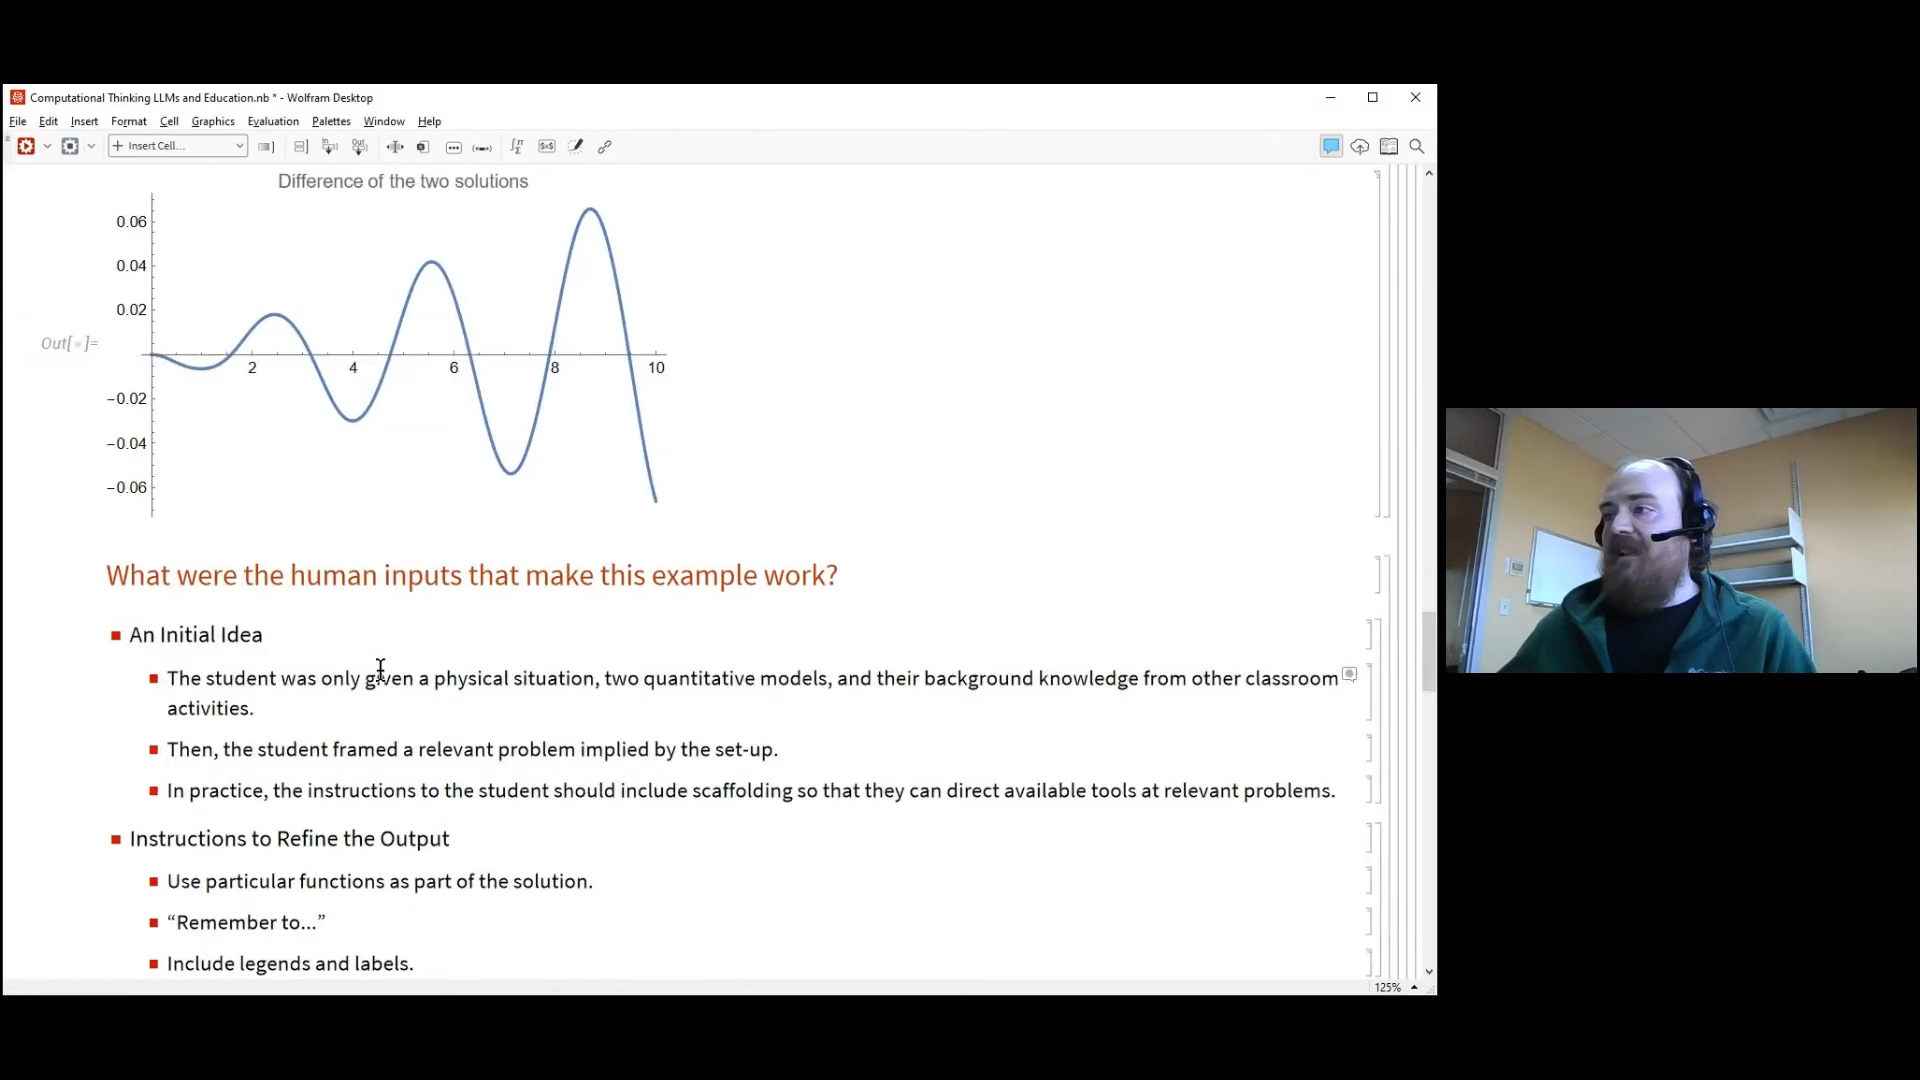 Computational Thinking LLMs and Education.nb * - Wolfram Desktop
File Edit Insert Format Cell Graphics Evaluation Palettes Window Help
Insert Cell...
Difference of the two solutions
0.06
0.04
0.02
Out[ ]=
2 4 6 8 10
−0.02
−0.04
−0.06
What were the human inputs that make this example work?
An Initial Idea
The student was only given a physical situation, two quantitative models, and their background knowledge from other classroom
activities.
Then, the student framed a relevant problem implied by the set-up.
In practice, the instructions to the student should include scaffolding so that they can direct available tools at relevant problems.
Instructions to Refine the Output
Use particular functions as part of the solution.
“Remember to...”
Include legends and labels.
125%